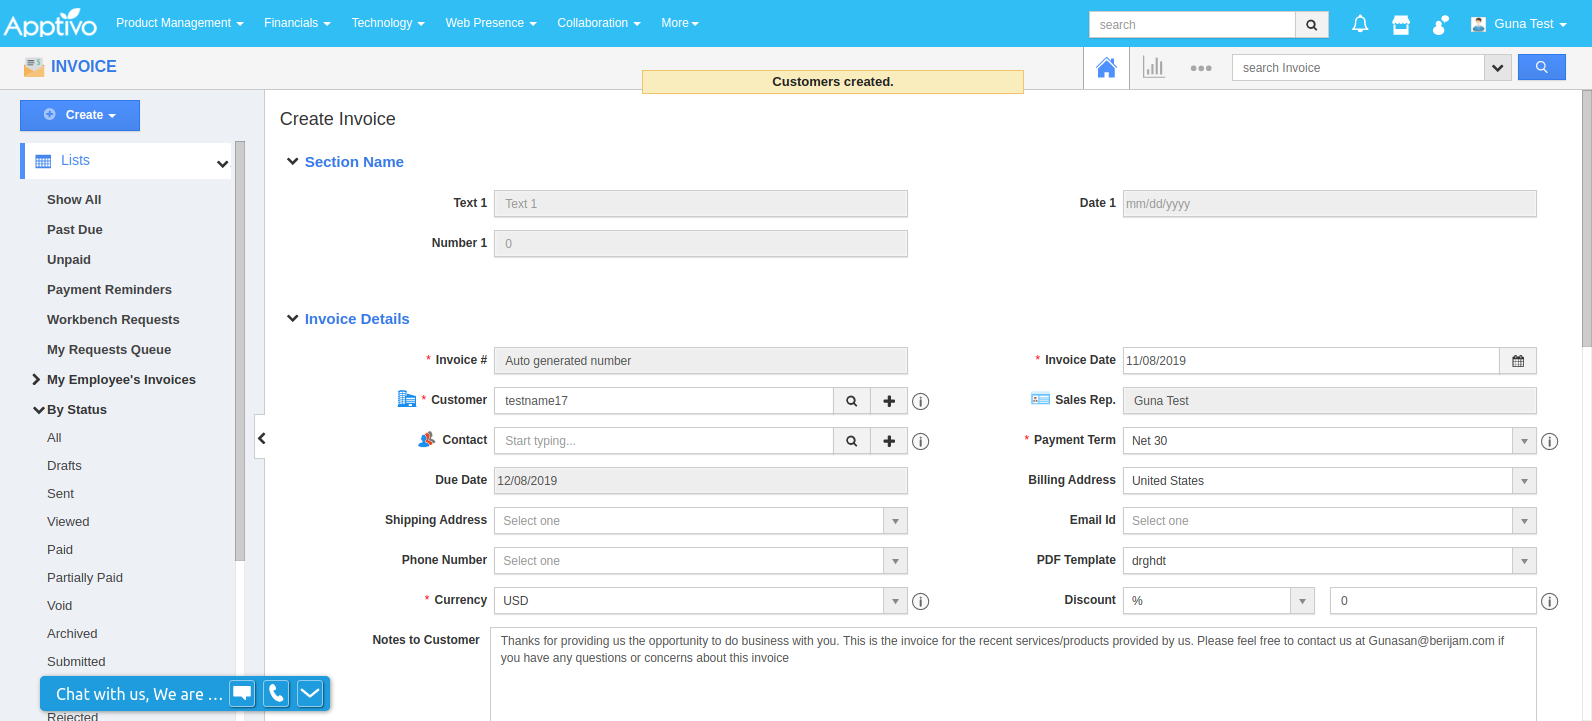 Apptivo Product Management Financials Technology Web Presence Collaboration More search Guna Test
INVOICE Customers created. search Invoice
Create
Lists
Show All
Past Due
Unpaid
Payment Reminders
Workbench Requests
My Requests Queue
My Employee's Invoices
By Status
All
Drafts
Sent
Viewed
Paid
Partially Paid
Void
Archived
Submitted
Rejected
Chat with us, We are ...
Create Invoice
Section Name
Text 1 Text 1 Date 1 mm/dd/yyyy
Number 1 0
Invoice Details
* Invoice # Auto generated number * Invoice Date 11/08/2019
* Customer testname17 Sales Rep. Guna Test
Contact Start typing... * Payment Term Net 30
Due Date 12/08/2019 Billing Address United States
Shipping Address Select one Email Id Select one
Phone Number Select one PDF Template drghdt
* Currency USD Discount % 0
Notes to Customer Thanks for providing us the opportunity to do business with you. This is the invoice for the recent services/products provided by us. Please feel free to contact us at Gunasan@berijam.com if
you have any questions or concerns about this invoice